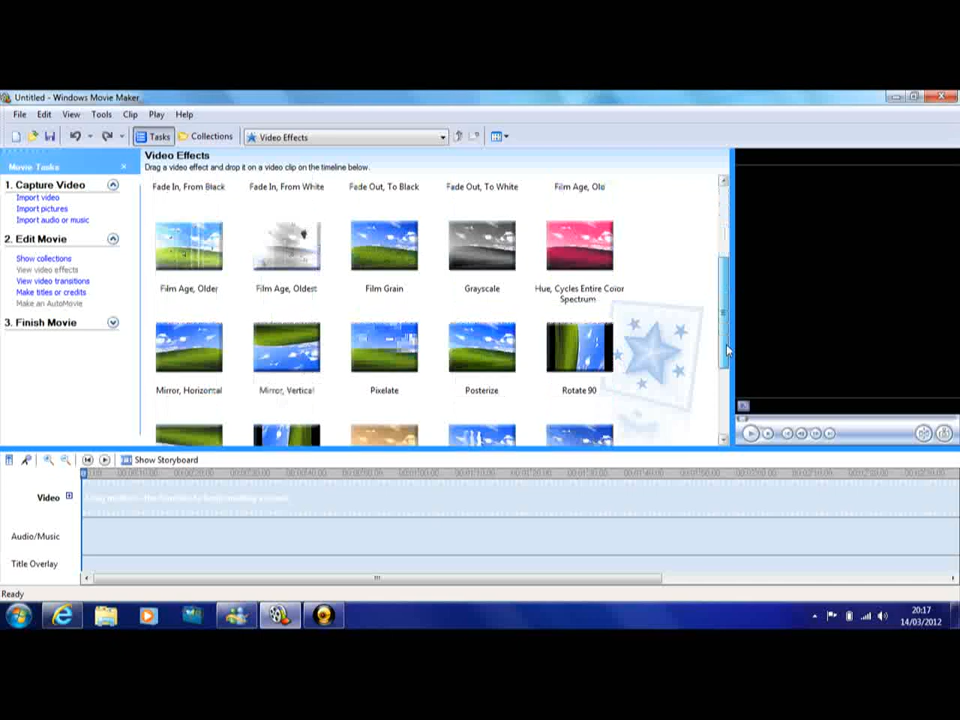 Untitled - Windows Movie Maker
File Edit View Tools Clip Play Help
Tasks Collections Video Effects
Movie Tasks
1. Capture Video
Import video
Import pictures
Import audio or music
2. Edit Movie
Show collections
View video effects
View video transitions
Make titles or credits
Make an AutoMovie
3. Finish Movie
Video Effects
Drag a video effect and drop it on a video clip on the timeline below.
Fade In, From Black Fade In, From White Fade Out, To Black Fade Out, To White Film Age, Old
Film Age, Older Film Age, Oldest Film Grain Grayscale Hue, Cycles Entire Color
Spectrum
Mirror, Horizontal Mirror, Vertical Pixelate Posterize Rotate 90
Show Storyboard
Video
Audio/Music
Title Overlay
Ready
20:17
14/03/2012